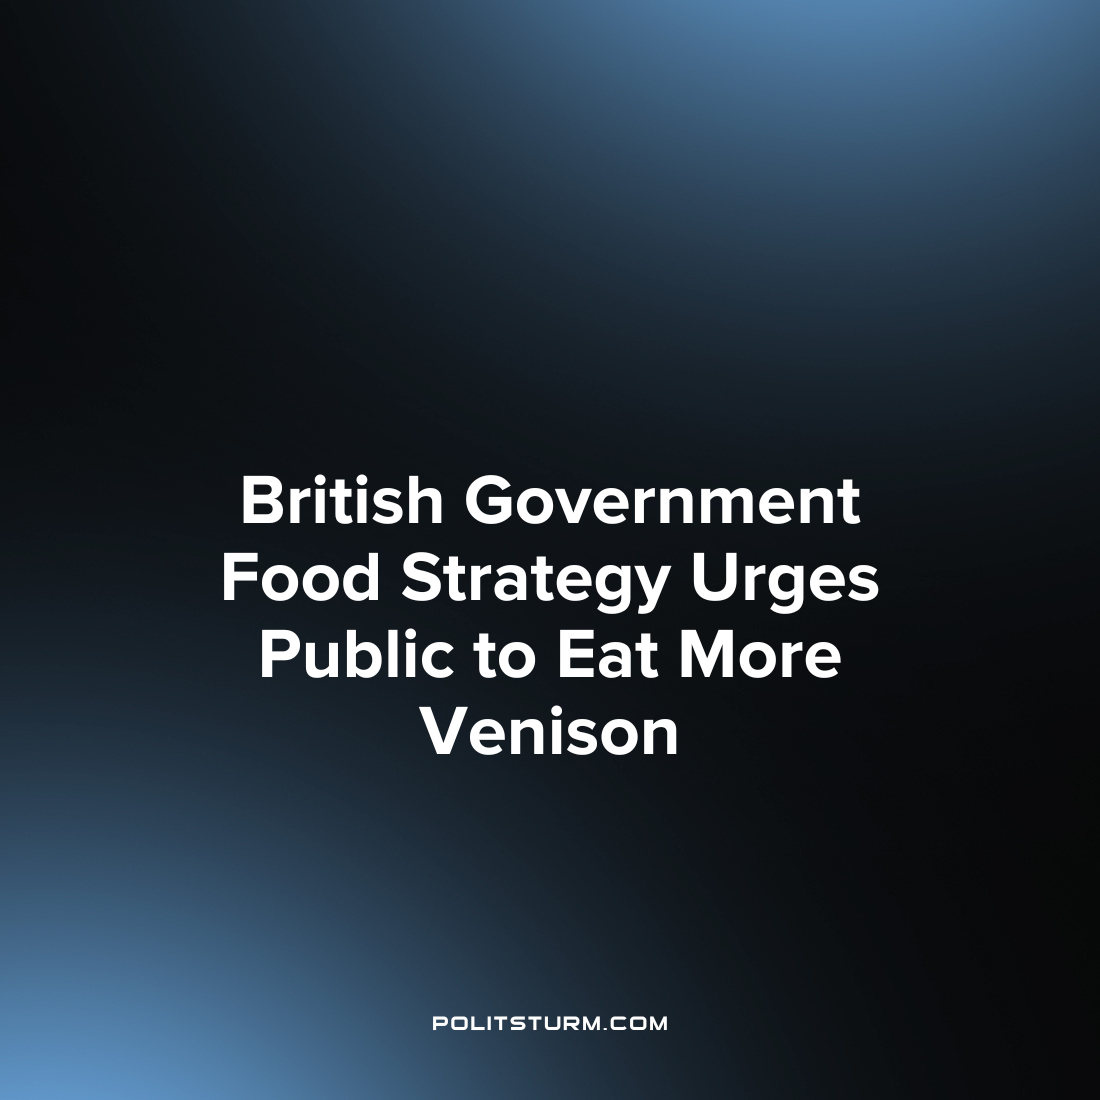 British Government
Food Strategy Urges
Public to Eat More
Venison
POLITSTURM.COM